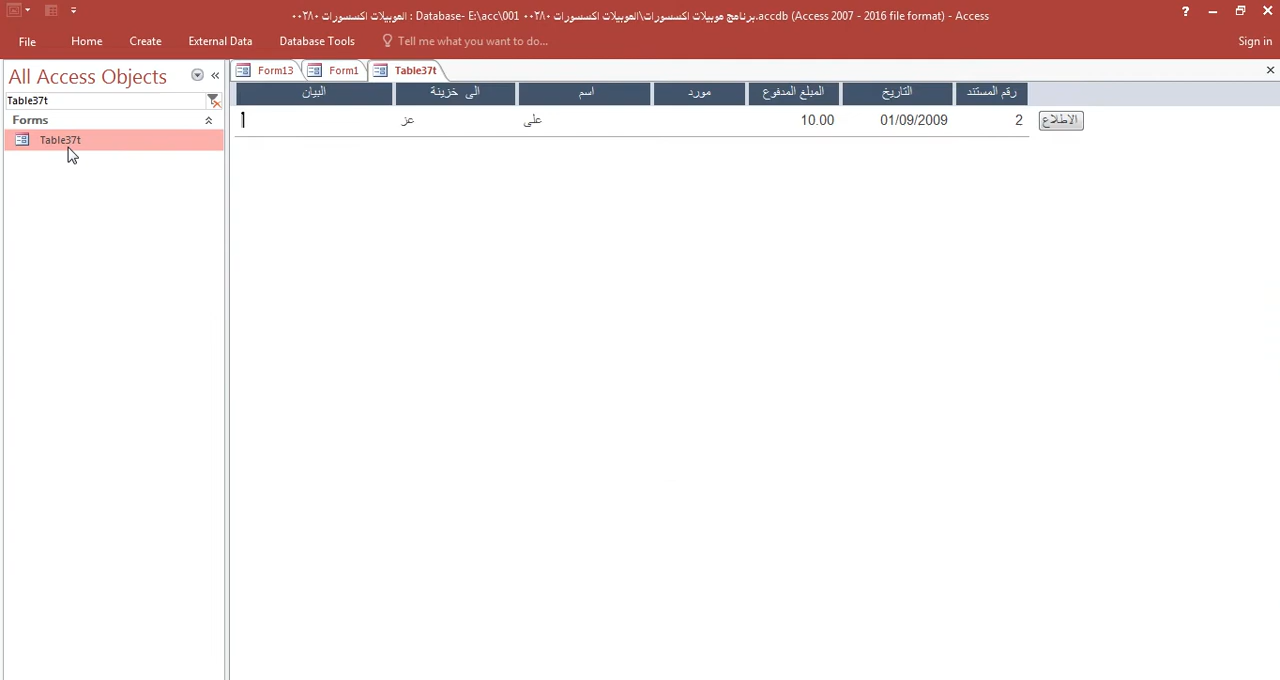 العوبيلات اكسسورات ٠٠٢٨٠ : Database- E:\acc\001 برنامج موبيلات اكسسورات\العوبيلات اكسسورات ٠٠٢٨٠.accdb (Access 2007 - 2016 file format) - Access
? 
File Home Create External Data Database Tools Tell me what you want to do... Sign in
All Access Objects «
Form13 Form1 Table37t
Table37t
Forms
Table37t
البيان الى خزينة اسم مورد المبلغ المدفوع التاريخ رقم المستند
عز على 10.00 01/09/2009 2 الاطلاع